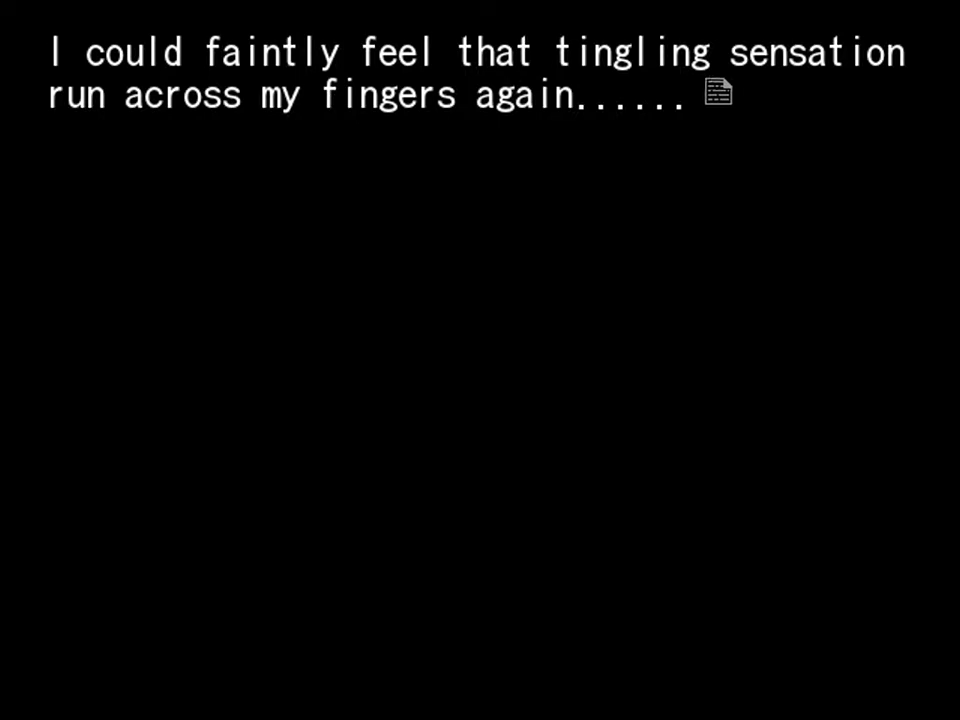 I could faintly feel that tingling sensation
run across my fingers again......